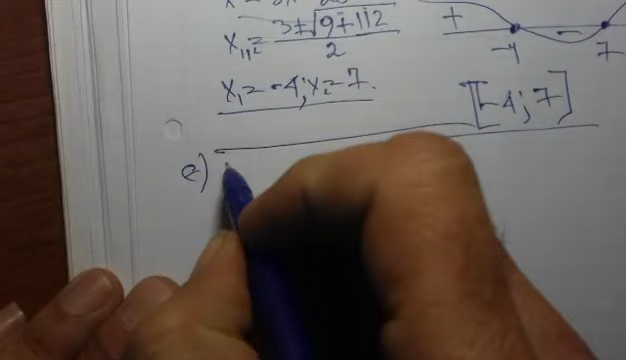 x₁,₂ = (3±√(9+112))/2
+ - -4 7
x₁=-4; x₂=7.
[-4; 7]
e)